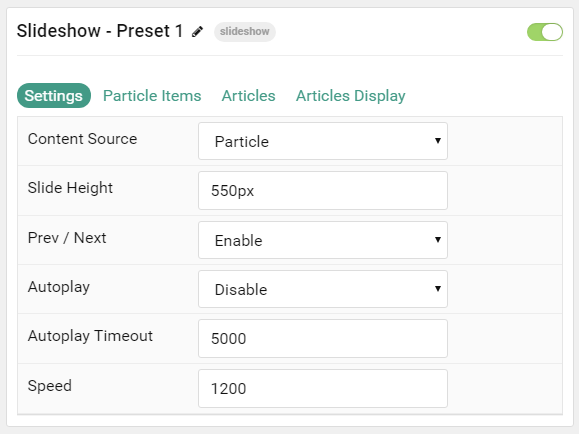 Slideshow - Preset 1 slideshow
Settings Particle Items Articles Articles Display
Content Source Particle
Slide Height 550px
Prev / Next Enable
Autoplay Disable
Autoplay Timeout 5000
Speed 1200